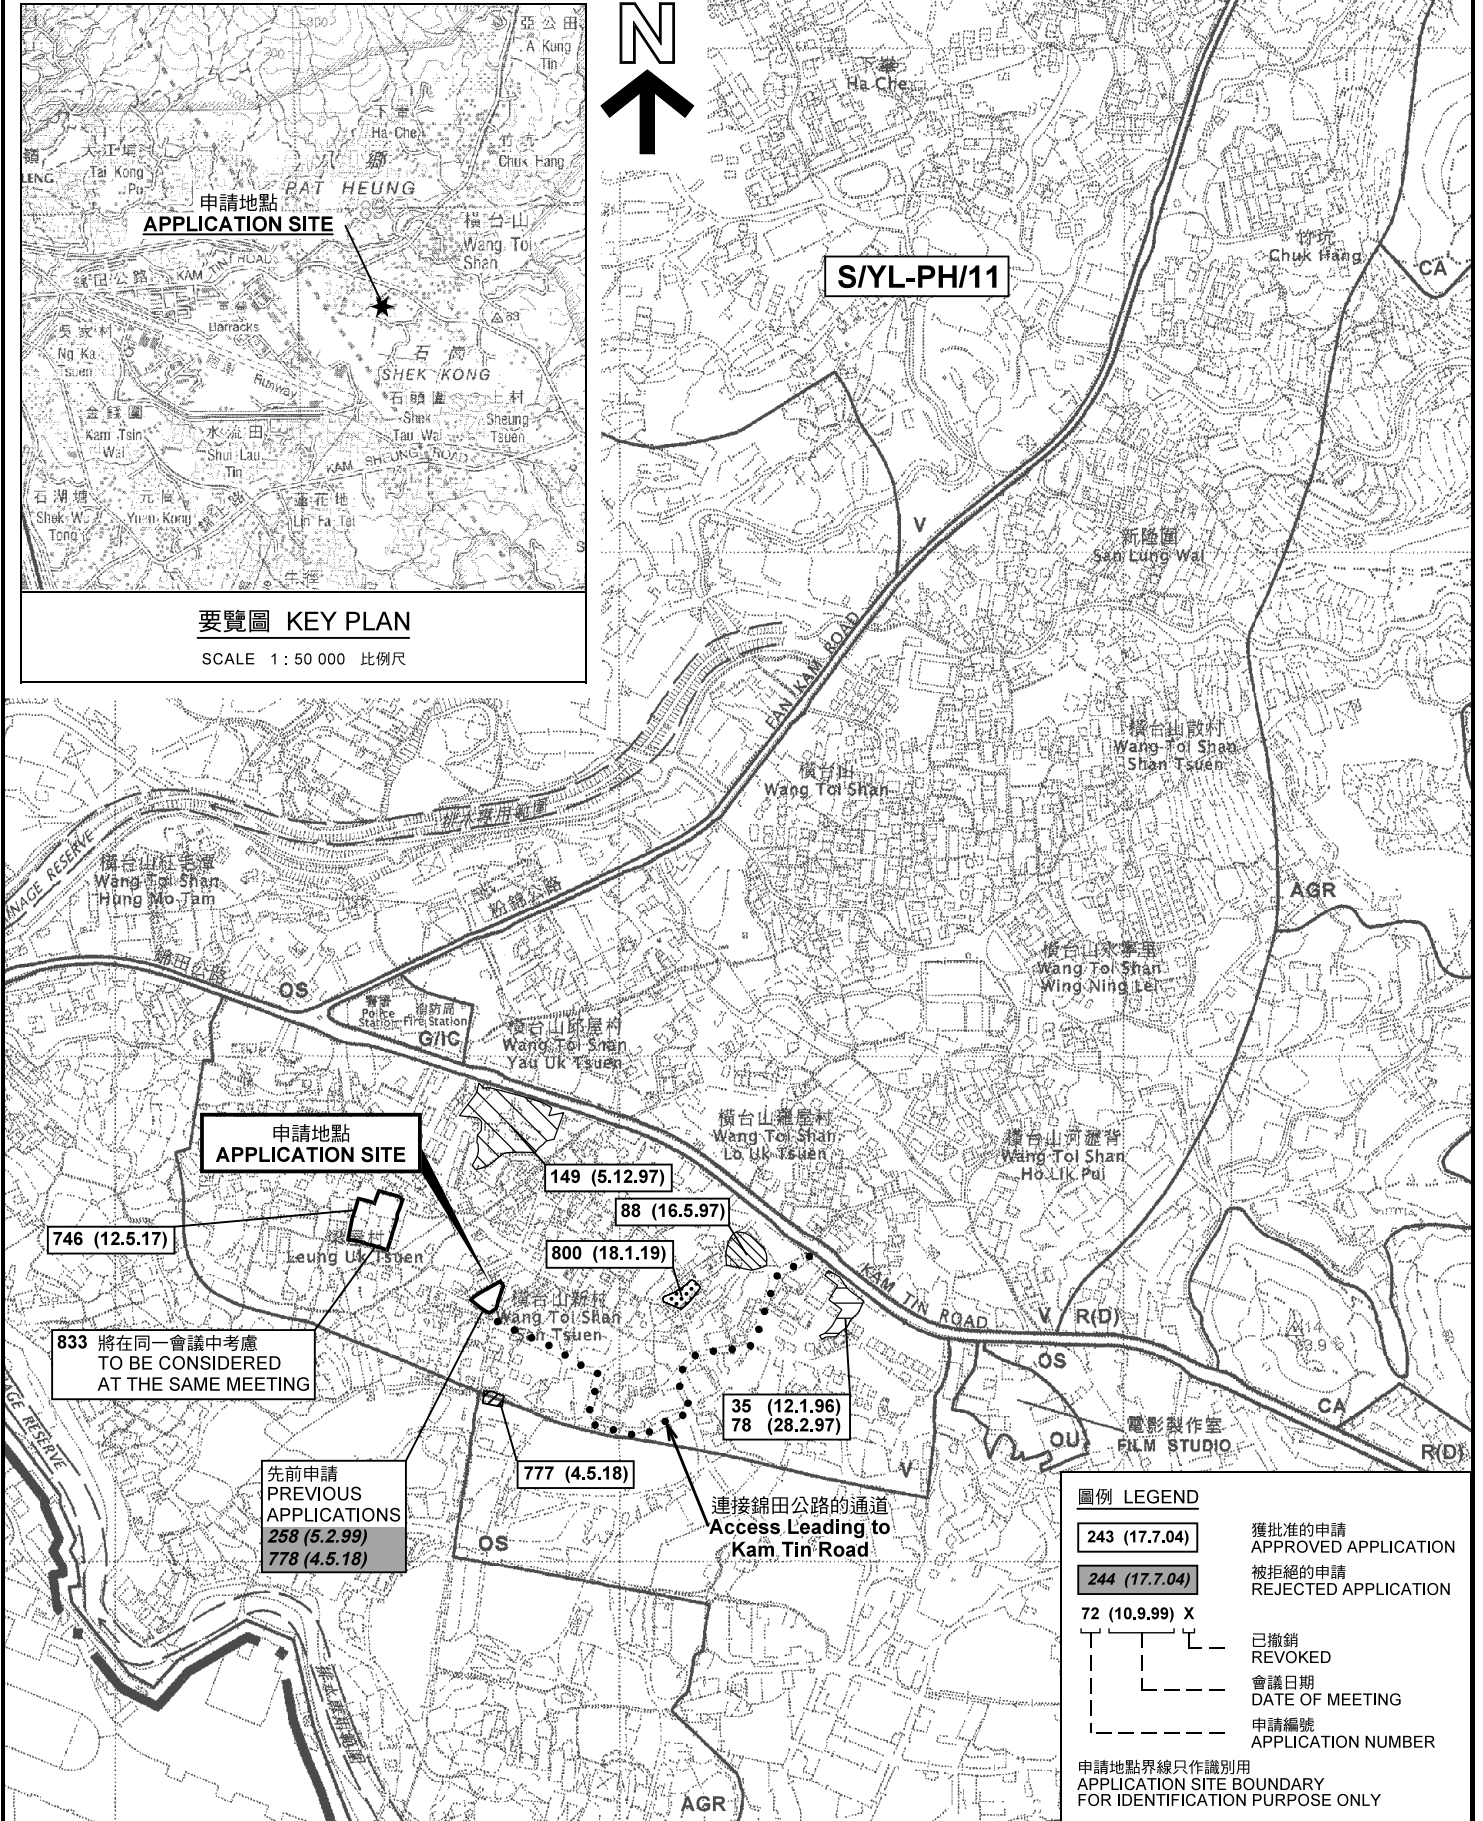 亞公田
A Kung
Tin
下輋
Ha Che
大江埔
Tai Kong
Po
鄉
PAT HEUNG
Chuk Hang
申請地點
APPLICATION SITE
橫台山
Wang Toi
Shan
錦田公路
KAM TIN ROAD
吳家村
Ng Ka
Tsuen
軍營
Barracks
Runway
石崗
SHEK KONG
金錢圍
Kam Tsin
Wai
水流田
Shui Lau
Tin
石頭圍
Shek
Tau Wai
上村
Sheung
Tsuen
KAM SHEUNG ROAD
石湖塘
Shek Wu
Tong
元崗
Yuen Kong
蓮花地
Lin Fa Tei
要覽圖 KEY PLAN
SCALE 1 : 50 000 比例尺
N
下輋
Ha Che
S/YL-PH/11
竹坑
Chuk Hang
CA
V
新隆圍
San Lung Wai
FAN KAM ROAD
橫台山散村
Wang Toi Shan
Shan Tsuen
橫台山
Wang Toi Shan
排水專用範圍
DRAINAGE RESERVE
橫台山紅毛潭
Wang Toi Shan
Hung Mo Tam
粉錦公路
AGR
橫台山永寧里
Wang Toi Shan
Wing Ning Lei
錦田公路
OS
警署
Police
Station
消防局
Fire Station
G/IC
橫台山邱屋村
Wang Toi Shan
Yau Uk Tsuen
申請地點
APPLICATION SITE
橫台山羅屋村
Wang Toi Shan
Lo Uk Tsuen
橫台山河瀝背
Wang Toi Shan
Ho Lik Pui
149 (5.12.97)
88 (16.5.97)
746 (12.5.17)
800 (18.1.19)
Leung Uk Tsuen
橫台山新村
Wang Toi Shan
San Tsuen
KAM TIN ROAD
V
R(D)
833 將在同一會議中考慮
TO BE CONSIDERED
AT THE SAME MEETING
OS
35 (12.1.96)
78 (28.2.97)
CA
電影製作室
FILM STUDIO
OU
R(D)
777 (4.5.18)
V
先前申請
PREVIOUS
APPLICATIONS
258 (5.2.99)
778 (4.5.18)
連接錦田公路的通道
Access Leading to
Kam Tin Road
OS
圖例 LEGEND
243 (17.7.04)
獲批准的申請
APPROVED APPLICATION
244 (17.7.04)
被拒絕的申請
REJECTED APPLICATION
72 (10.9.99) X
已撤銷
REVOKED
會議日期
DATE OF MEETING
申請編號
APPLICATION NUMBER
申請地點界線只作識別用
APPLICATION SITE BOUNDARY
FOR IDENTIFICATION PURPOSE ONLY
排水專用範圍
AGR